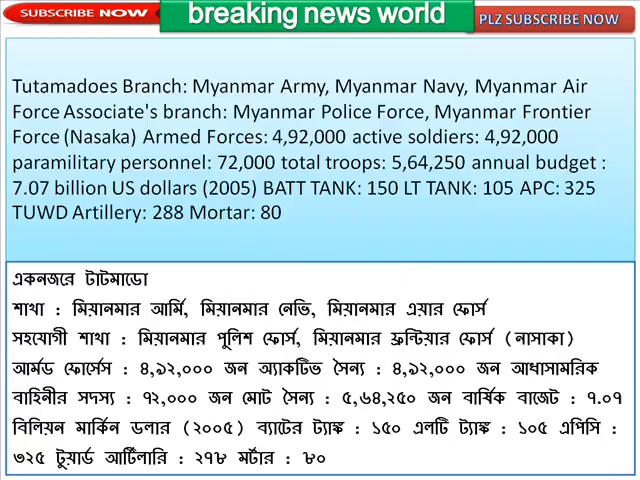 SUBSCRIBE NOW
breaking news world
PLZ SUBSCRIBE NOW
Tutamadoes Branch: Myanmar Army, Myanmar Navy, Myanmar Air
Force Associate's branch: Myanmar Police Force, Myanmar Frontier
Force (Nasaka) Armed Forces: 4,92,000 active soldiers: 4,92,000
paramilitary personnel: 72,000 total troops: 5,64,250 annual budget :
7.07 billion US dollars (2005) BATT TANK: 150 LT TANK: 105 APC: 325
TUWD Artillery: 288 Mortar: 80
একনজরে টাটমাডো
শাখা : মিয়ানমার আর্মি, মিয়ানমার নেভি, মিয়ানমার এয়ার ফোর্স
সহযোগী শাখা : মিয়ানমার পুলিশ ফোর্স, মিয়ানমার ফ্রন্টিয়ার ফোর্স (নাসাকা)
আর্মড ফোর্সেস : ৪,৯২,০০০ জন অ্যাকটিভ সৈন্য : ৪,৯২,০০০ জন আধাসামরিক
বাহিনীর সদস্য : ৭২,০০০ জন মোট সৈন্য : ৫,৬৪,২৫০ জন বার্ষিক বাজেট : ৭.০৭
বিলিয়ন মার্কিন ডলার (২০০৫) ব্যাটের ট্যাঙ্ক : ১৫০ এলটি ট্যাঙ্ক : ১০৫ এপিসি :
৩২৫ টুয়ার্ড আর্টিলারি : ২৭৮ মর্টার : ৮০